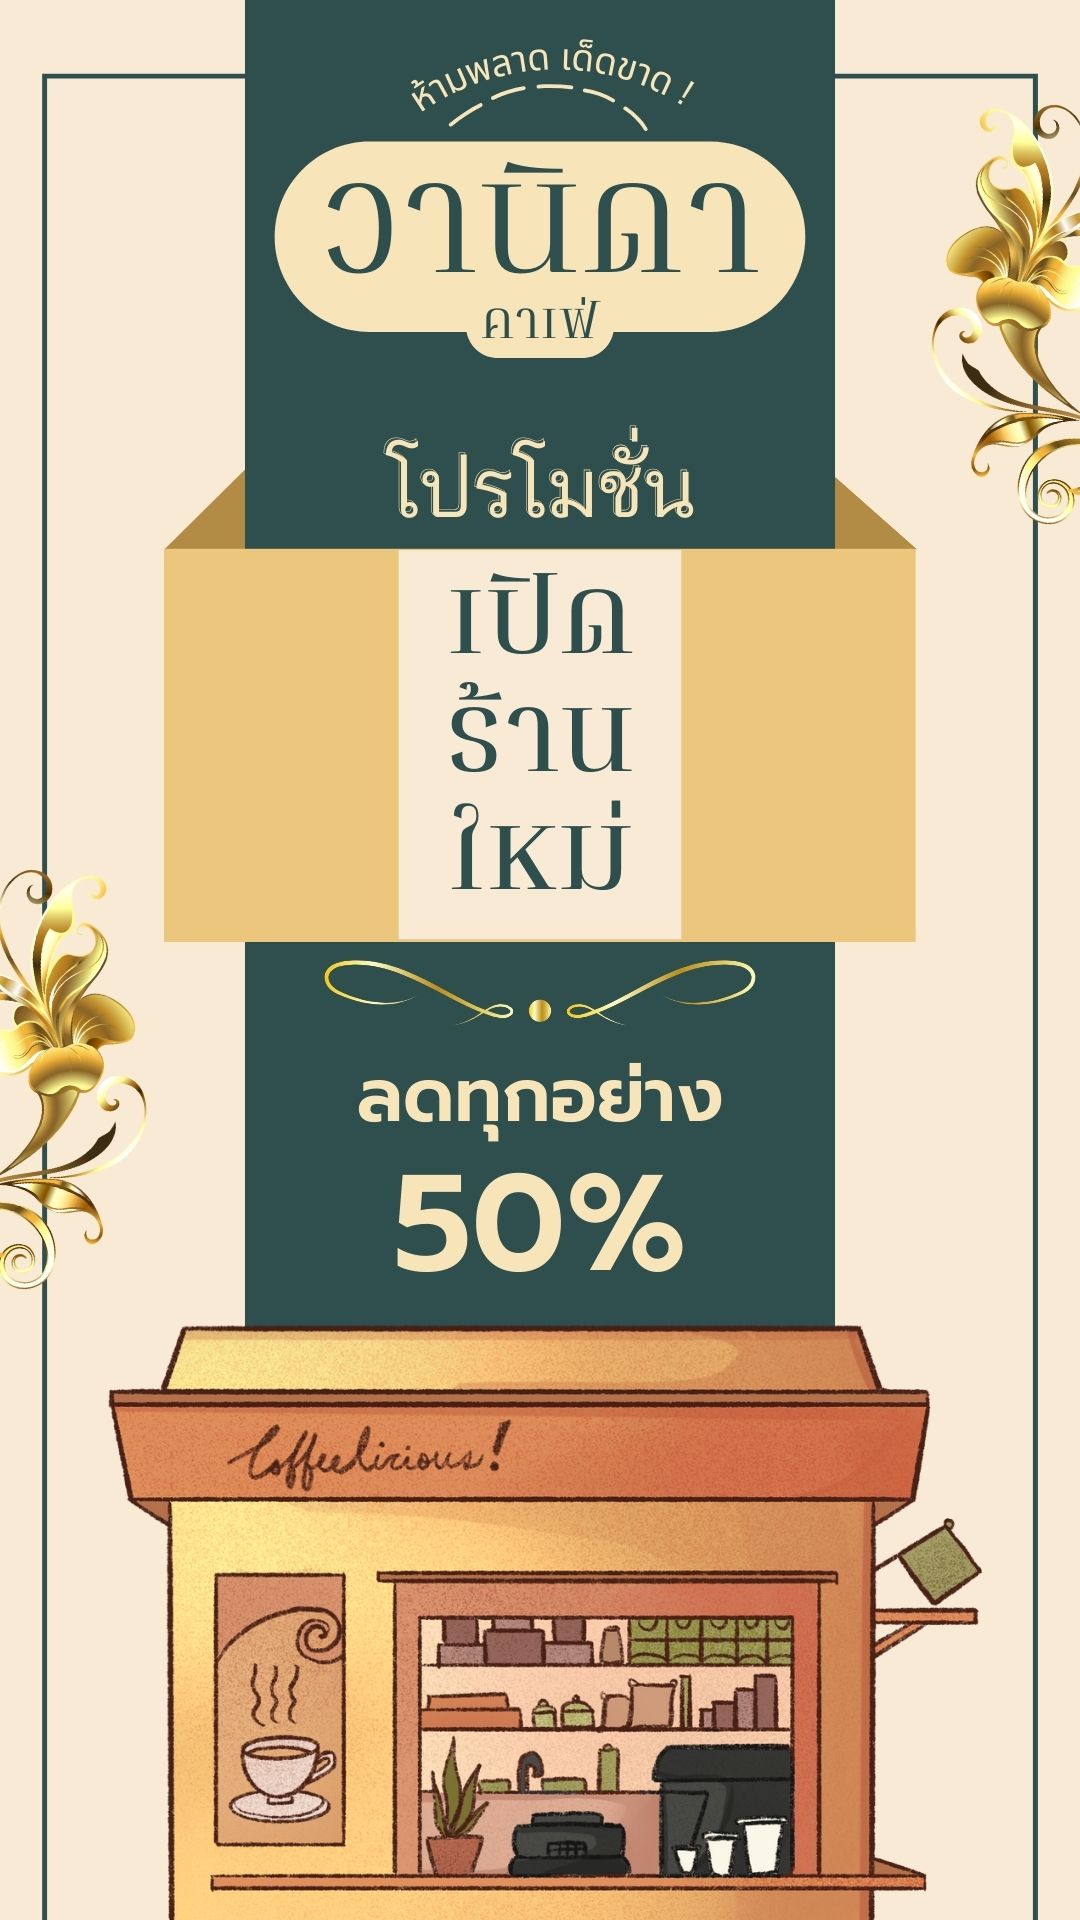 ห้ามพลาด เด็ดขาด !
วานิดา
คาเฟ่
โปรโมชั่น
เปิด
ร้าน
ใหม่
ลดทุกอย่าง
50%
Coffeelicious!